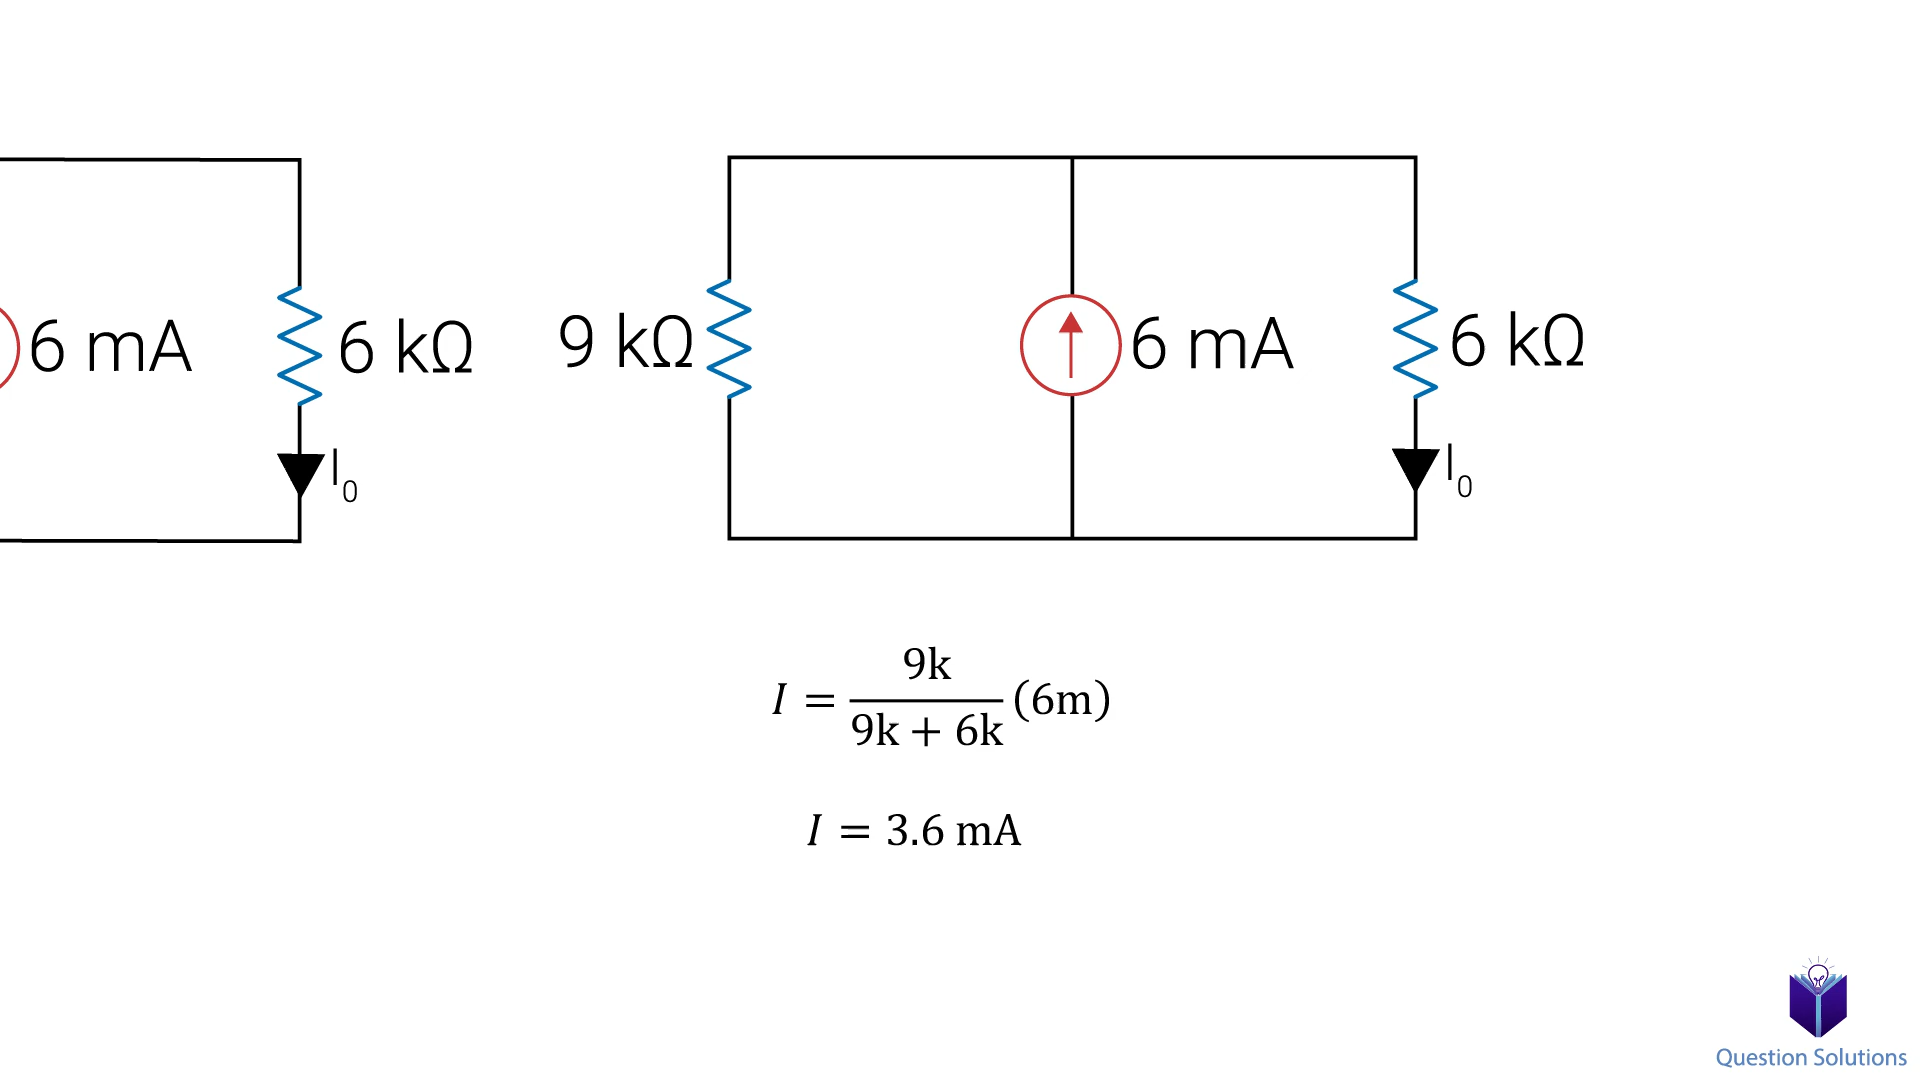 6 mA
6 kΩ
I0
9 kΩ
6 mA
6 kΩ
I0
I = 9k / 9k + 6k (6m)
I = 3.6 mA
Question Solutions